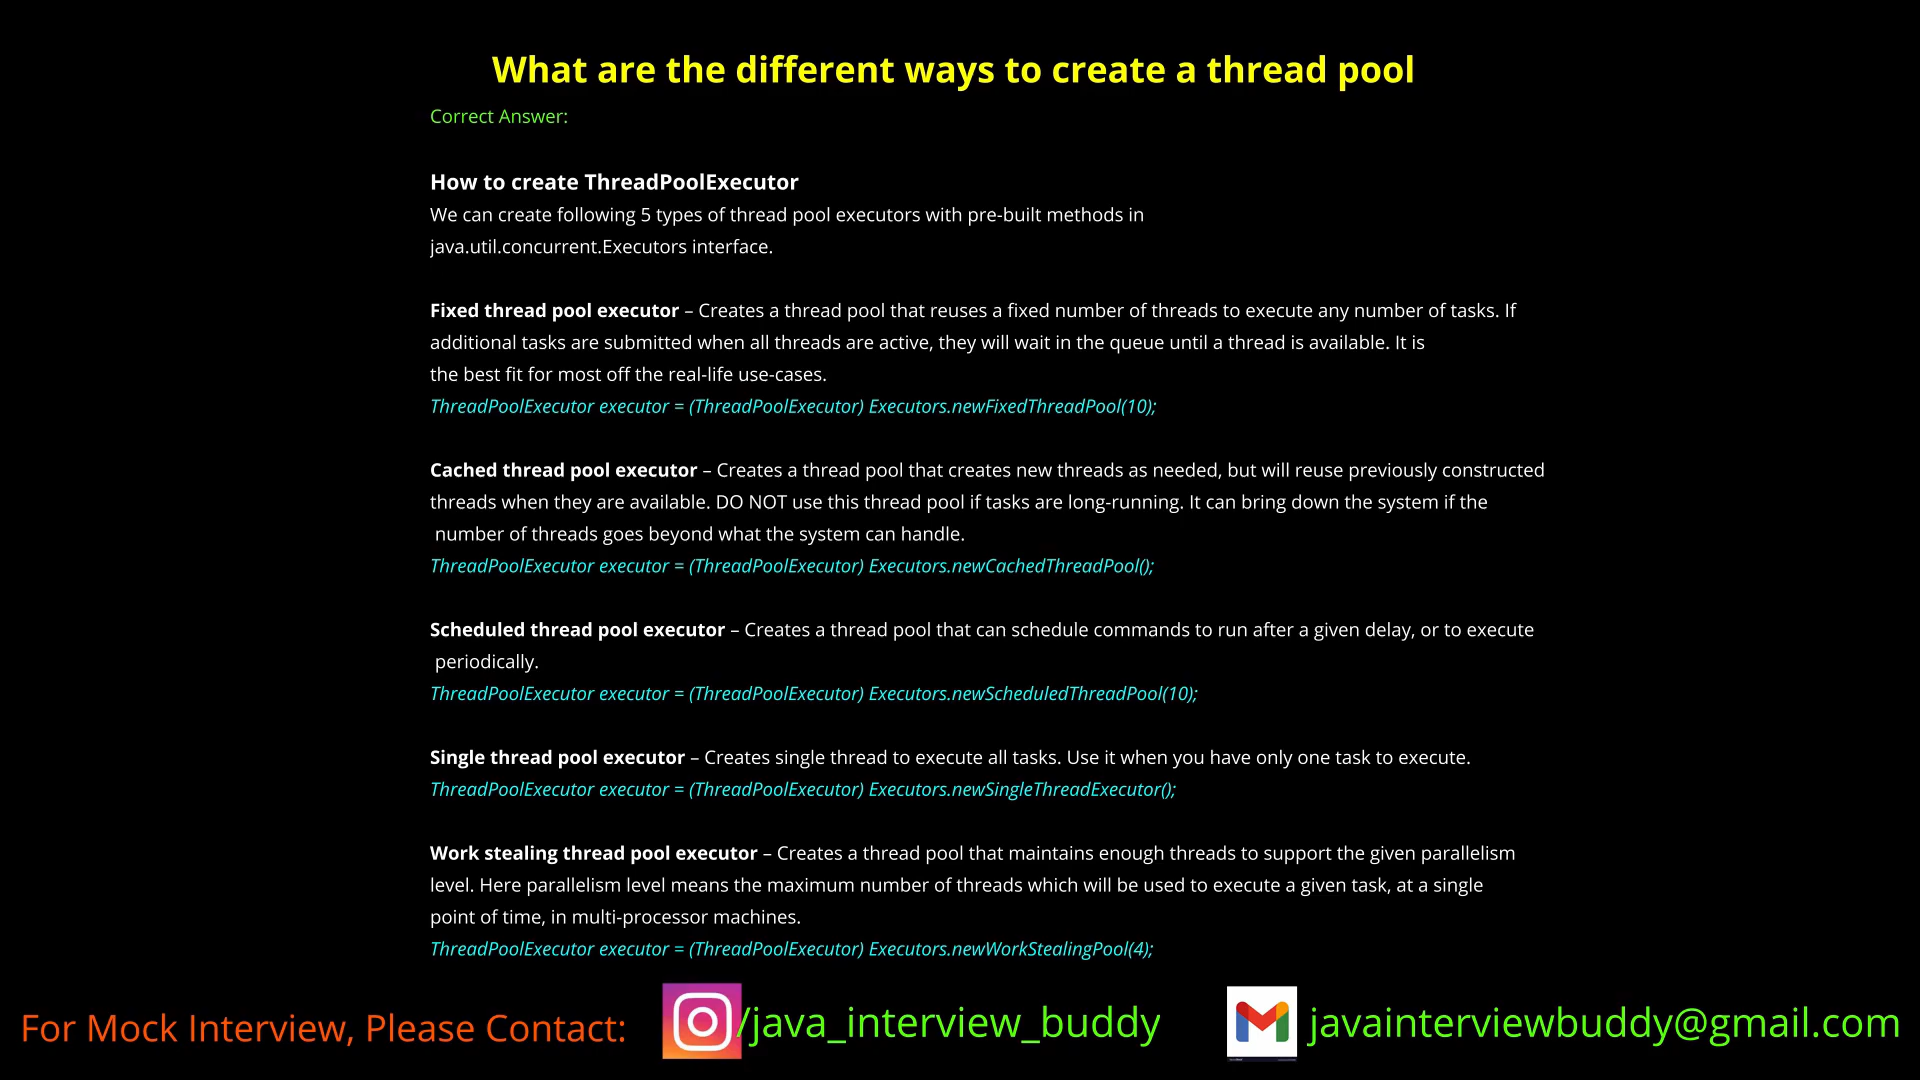 What are the different ways to create a thread pool
Correct Answer:
How to create ThreadPoolExecutor
We can create following 5 types of thread pool executors with pre-built methods in
java.util.concurrent.Executors interface.
Fixed thread pool executor – Creates a thread pool that reuses a fixed number of threads to execute any number of tasks. If
additional tasks are submitted when all threads are active, they will wait in the queue until a thread is available. It is
the best fit for most off the real-life use-cases.
ThreadPoolExecutor executor = (ThreadPoolExecutor) Executors.newFixedThreadPool(10);
Cached thread pool executor – Creates a thread pool that creates new threads as needed, but will reuse previously constructed
threads when they are available. DO NOT use this thread pool if tasks are long-running. It can bring down the system if the
number of threads goes beyond what the system can handle.
ThreadPoolExecutor executor = (ThreadPoolExecutor) Executors.newCachedThreadPool();
Scheduled thread pool executor – Creates a thread pool that can schedule commands to run after a given delay, or to execute
periodically.
ThreadPoolExecutor executor = (ThreadPoolExecutor) Executors.newScheduledThreadPool(10);
Single thread pool executor – Creates single thread to execute all tasks. Use it when you have only one task to execute.
ThreadPoolExecutor executor = (ThreadPoolExecutor) Executors.newSingleThreadExecutor();
Work stealing thread pool executor – Creates a thread pool that maintains enough threads to support the given parallelism
level. Here parallelism level means the maximum number of threads which will be used to execute a given task, at a single
point of time, in multi-processor machines.
ThreadPoolExecutor executor = (ThreadPoolExecutor) Executors.newWorkStealingPool(4);
For Mock Interview, Please Contact: /java_interview_buddy javainterviewbuddy@gmail.com